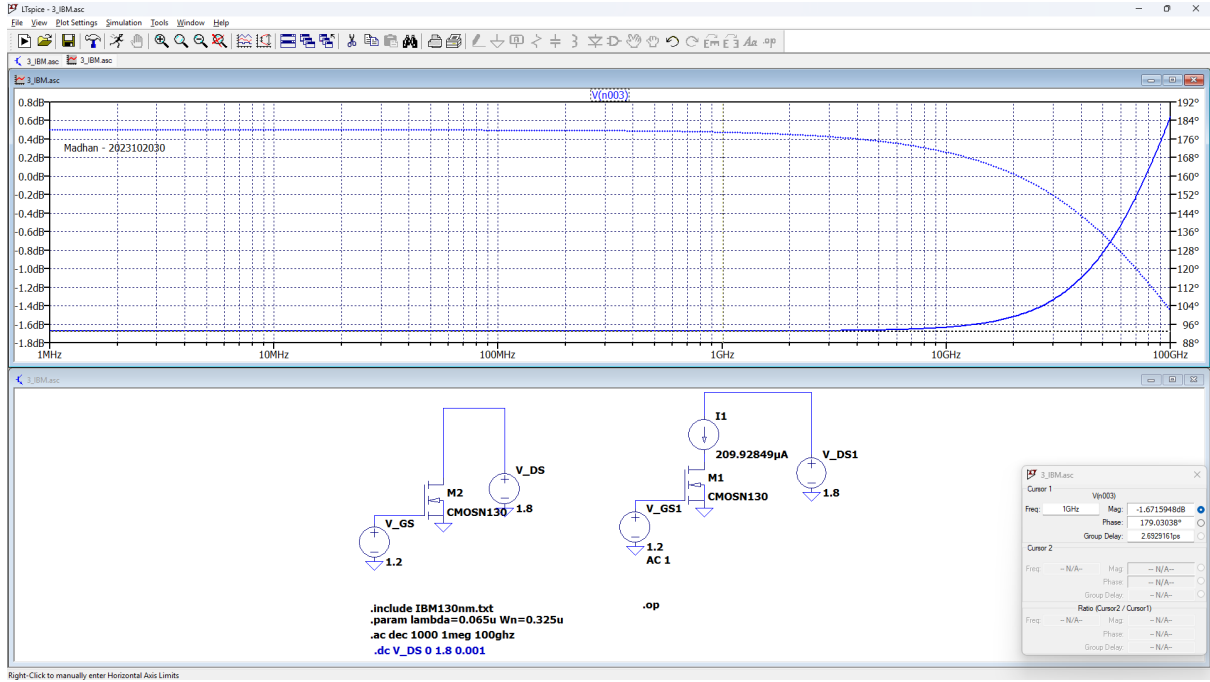 LTspice - 3_IBM.asc
File View Plot Settings Simulation Tools Window Help
3_IBM.asc 3_IBM.asc
3_IBM.asc
V(n003)
0.8dB
0.6dB
0.4dB
0.2dB
0.0dB
-0.2dB
-0.4dB
-0.6dB
-0.8dB
-1.0dB
-1.2dB
-1.4dB
-1.6dB
-1.8dB
Madhan - 2023102030
192°
184°
176°
168°
160°
152°
144°
136°
128°
120°
112°
104°
96°
88°
1MHz 10MHz 100MHz 1GHz 10GHz 100GHz
3_IBM.asc
M2
CMOSN130
V_DS
1.8
V_GS
1.2
I1
209.92849µA
M1
CMOSN130
V_DS1
1.8
V_GS1
1.2
AC 1
.include IBM130nm.txt
.param lambda=0.065u Wn=0.325u
.ac dec 1000 1meg 100ghz
.dc V_DS 0 1.8 0.001
.op
3_IBM.asc
Cursor 1
V(n003)
Freq: 1GHz Mag: -1.6715948dB
Phase: 179.03038°
Group Delay: 2.6929161ps
Cursor 2
Freq: -- N/A-- Mag: -- N/A--
Phase: -- N/A--
Group Delay: -- N/A--
Ratio (Cursor2 / Cursor1)
Freq: -- N/A-- Mag: -- N/A--
Phase: -- N/A--
Group Delay: -- N/A--
Right-Click to manually enter Horizontal Axis Limits